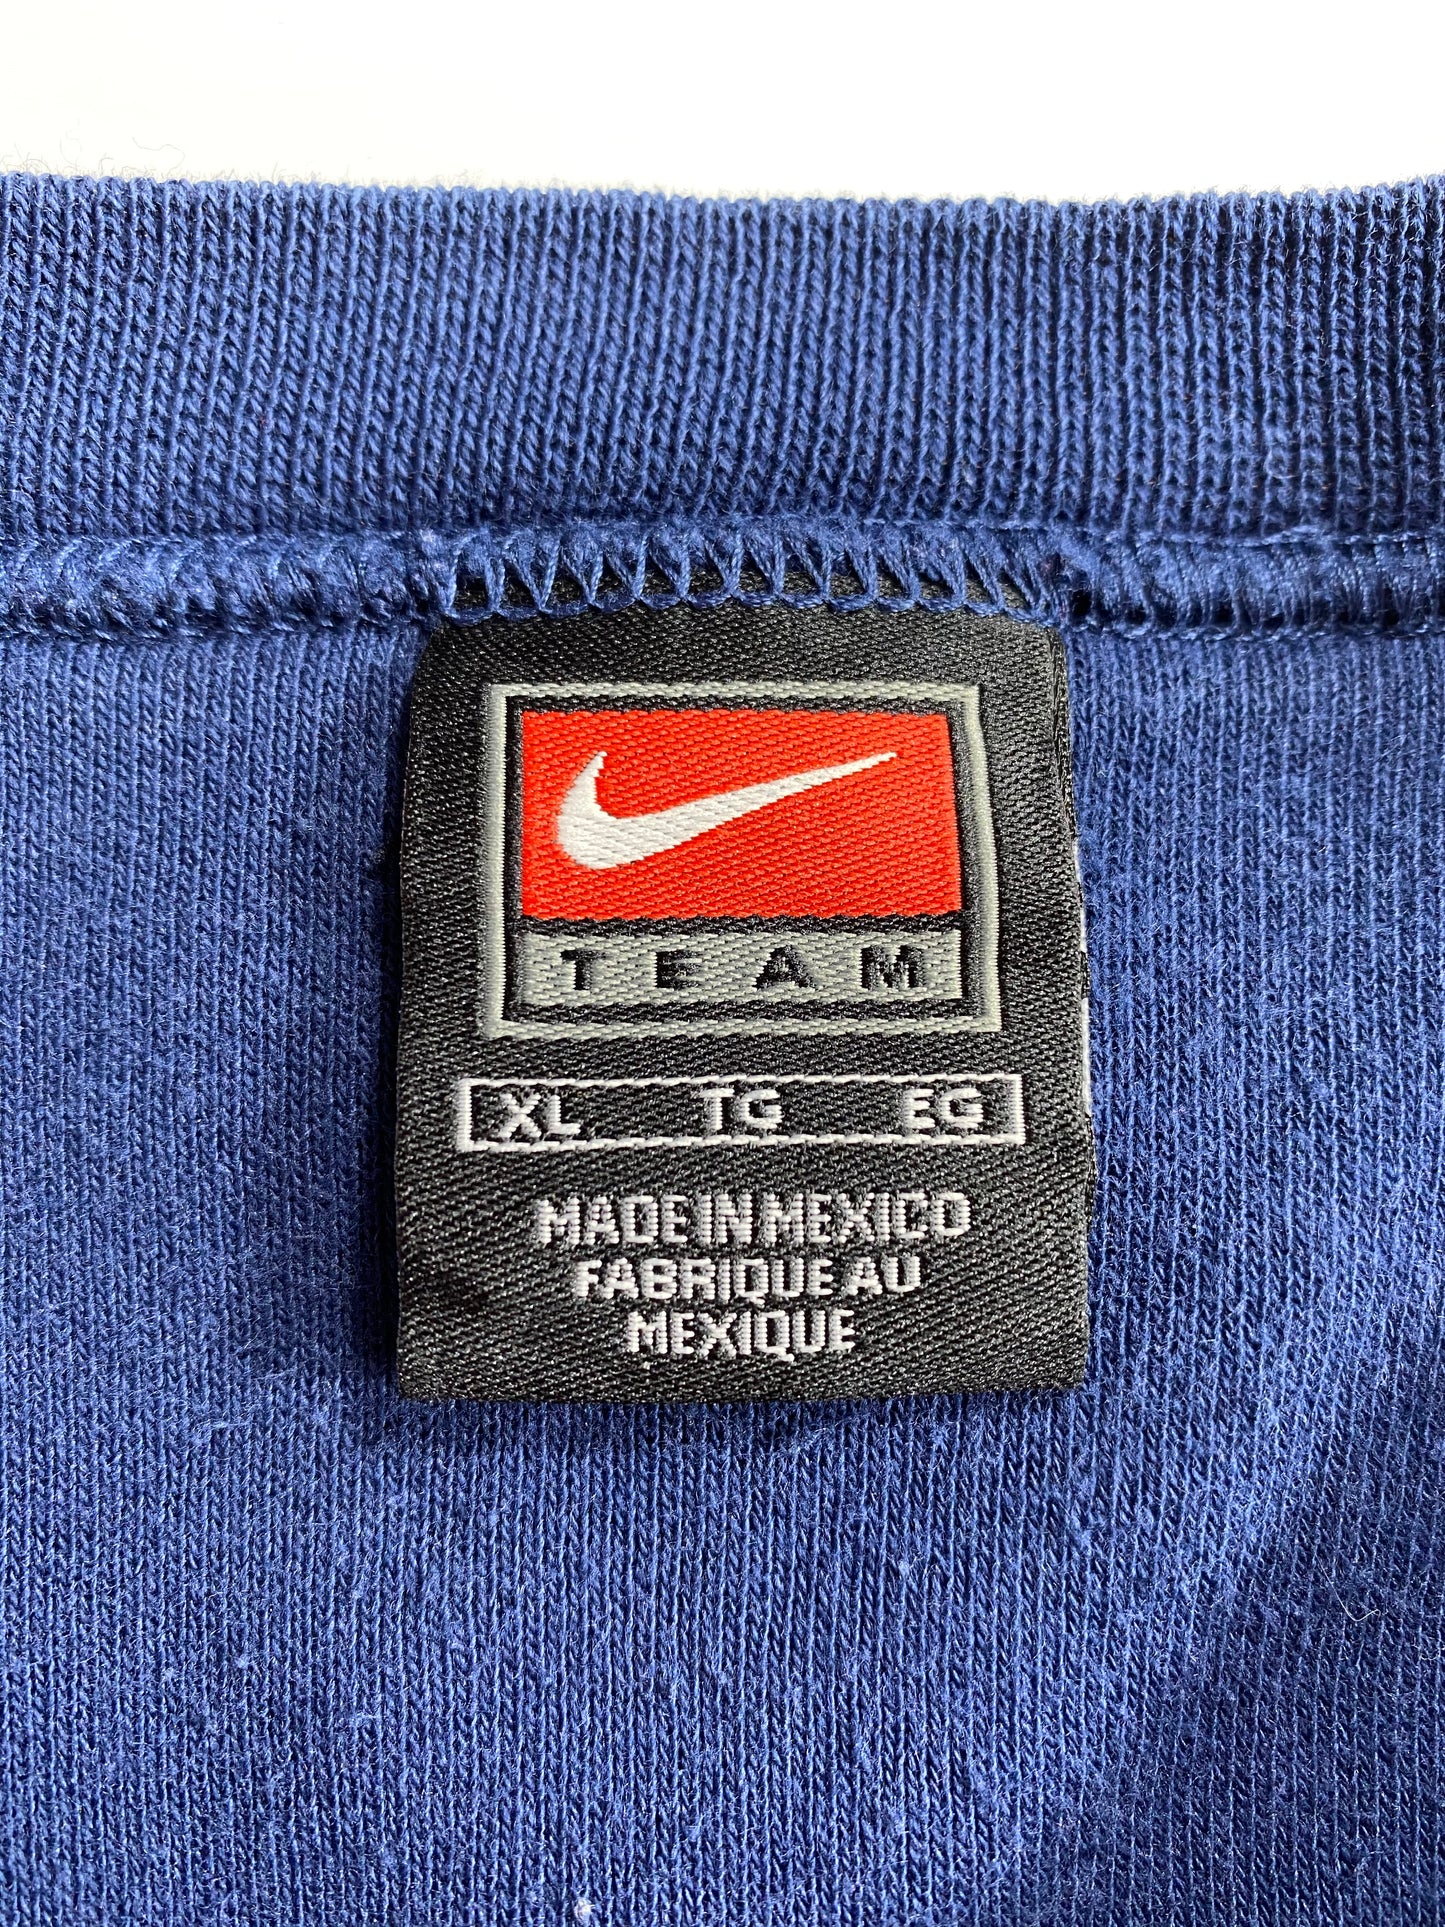 TEAM
XL TG EG
MADE IN MEXICO
FABRIQUE AU
MEXIQUE